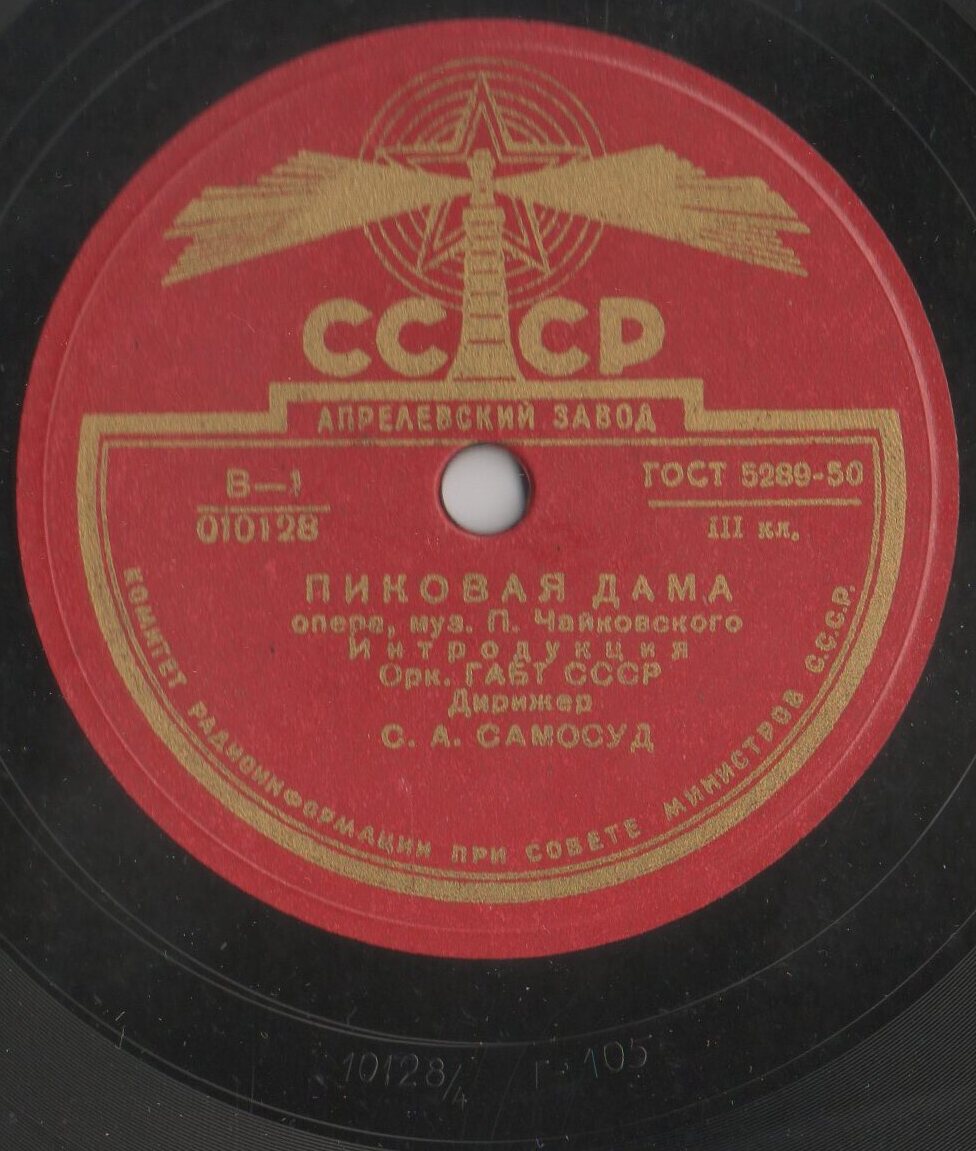 СССР
АПРЕЛЕВСКИЙ ЗАВОД
В—1
010128
ГОСТ 5289-50
III кл.
ПИКОВАЯ ДАМА
опера, муз. П. Чайковского
Интродукция
Орк. ГАБТ СССР
Дирижер
С. А. САМОСУД
КОМИТЕТ РАДИОИНФОРМАЦИИ ПРИ СОВЕТЕ МИНИСТРОВ С.С.С.Р.
10128/4 105